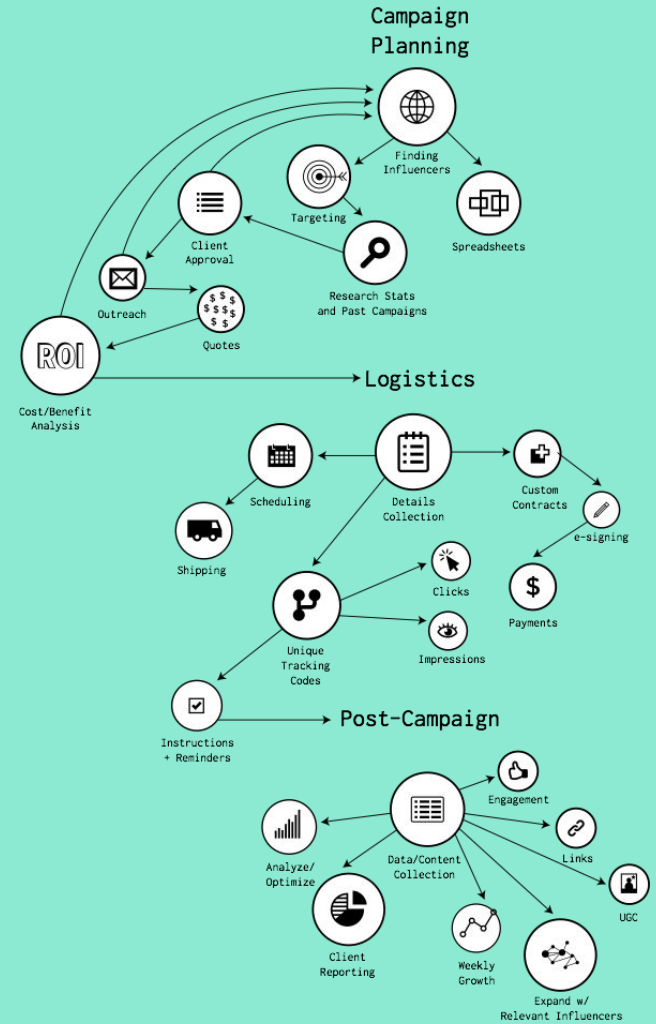 Campaign
Planning
Finding
Influencers
Targeting
Spreadsheets
Client
Approval
Research Stats
and Past Campaigns
Outreach
$ $ $
$ $ $ $
$ $
Quotes
ROI
Cost/Benefit
Analysis
Logistics
Scheduling
Details
Collection
Custom
Contracts
e-signing
Shipping
Clicks
$
Payments
Unique
Tracking
Codes
Impressions
Instructions
+ Reminders
Post-Campaign
Engagement
Data/Content
Collection
Links
Analyze/
Optimize
UGC
Client
Reporting
Weekly
Growth
Expand w/
Relevant Influencers